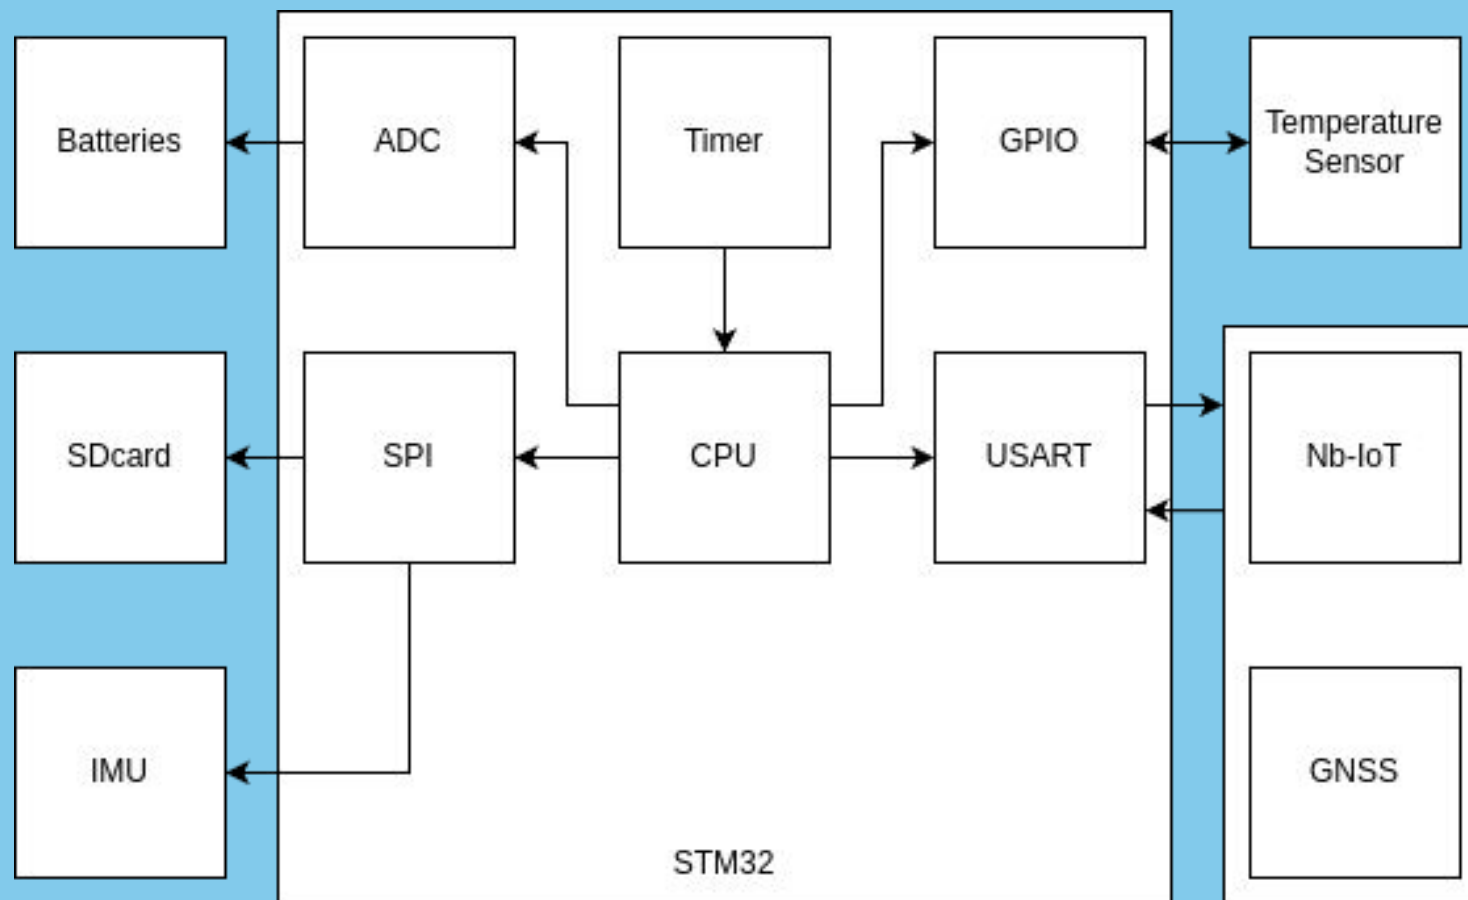 Batteries
ADC
Timer
GPIO
Temperature
Sensor
SDcard
SPI
CPU
USART
Nb-IoT
IMU
GNSS
STM32